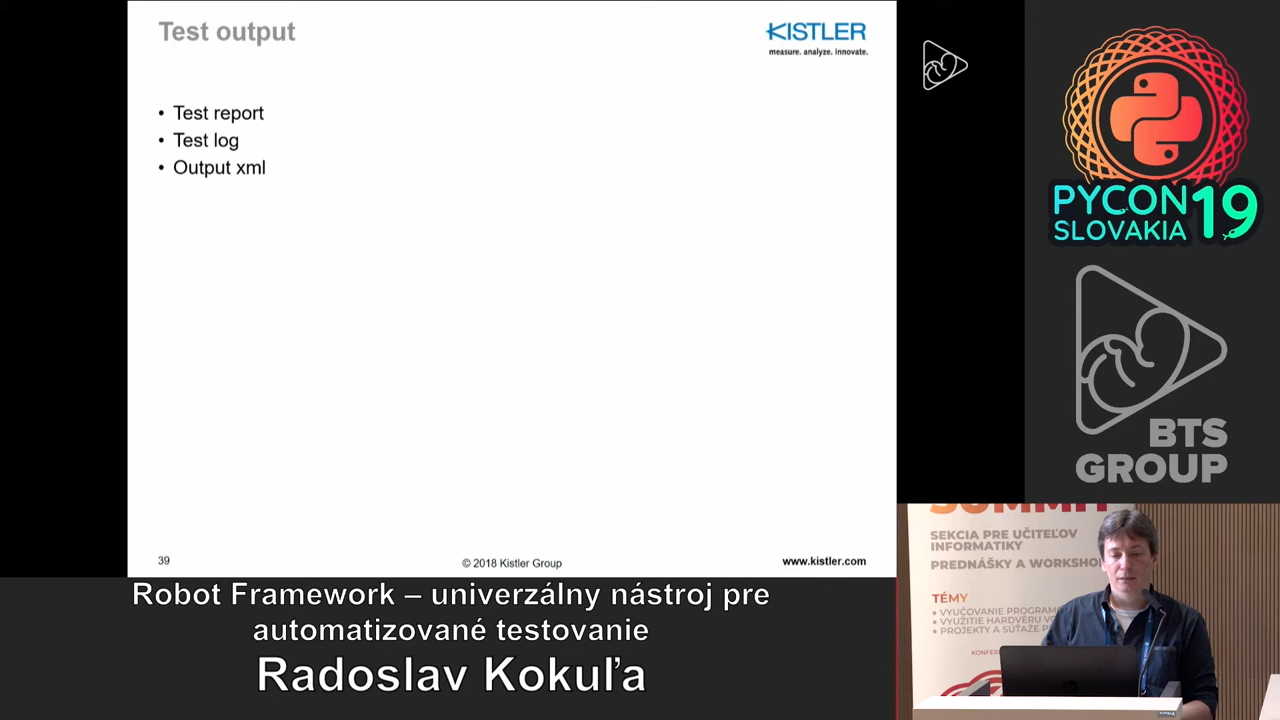 Test output
KISTLER
measure. analyze. innovate.
• Test report
• Test log
• Output xml
39
© 2018 Kistler Group
www.kistler.com
Robot Framework – univerzálny nástroj pre
automatizované testovanie
Radoslav Kokuľa
PYCON 19
SLOVAKIA
BTS
GROUP
SUMMIT
SEKCIA PRE UČITEĽOV
INFORMATIKY
PREDNÁŠKY A WORKSHO
TÉMY
• VYUČOVANIE PROGRAM
• VYUŽITIE HARDVÉRU V
• PROJEKTY A SÚŤAŽE P